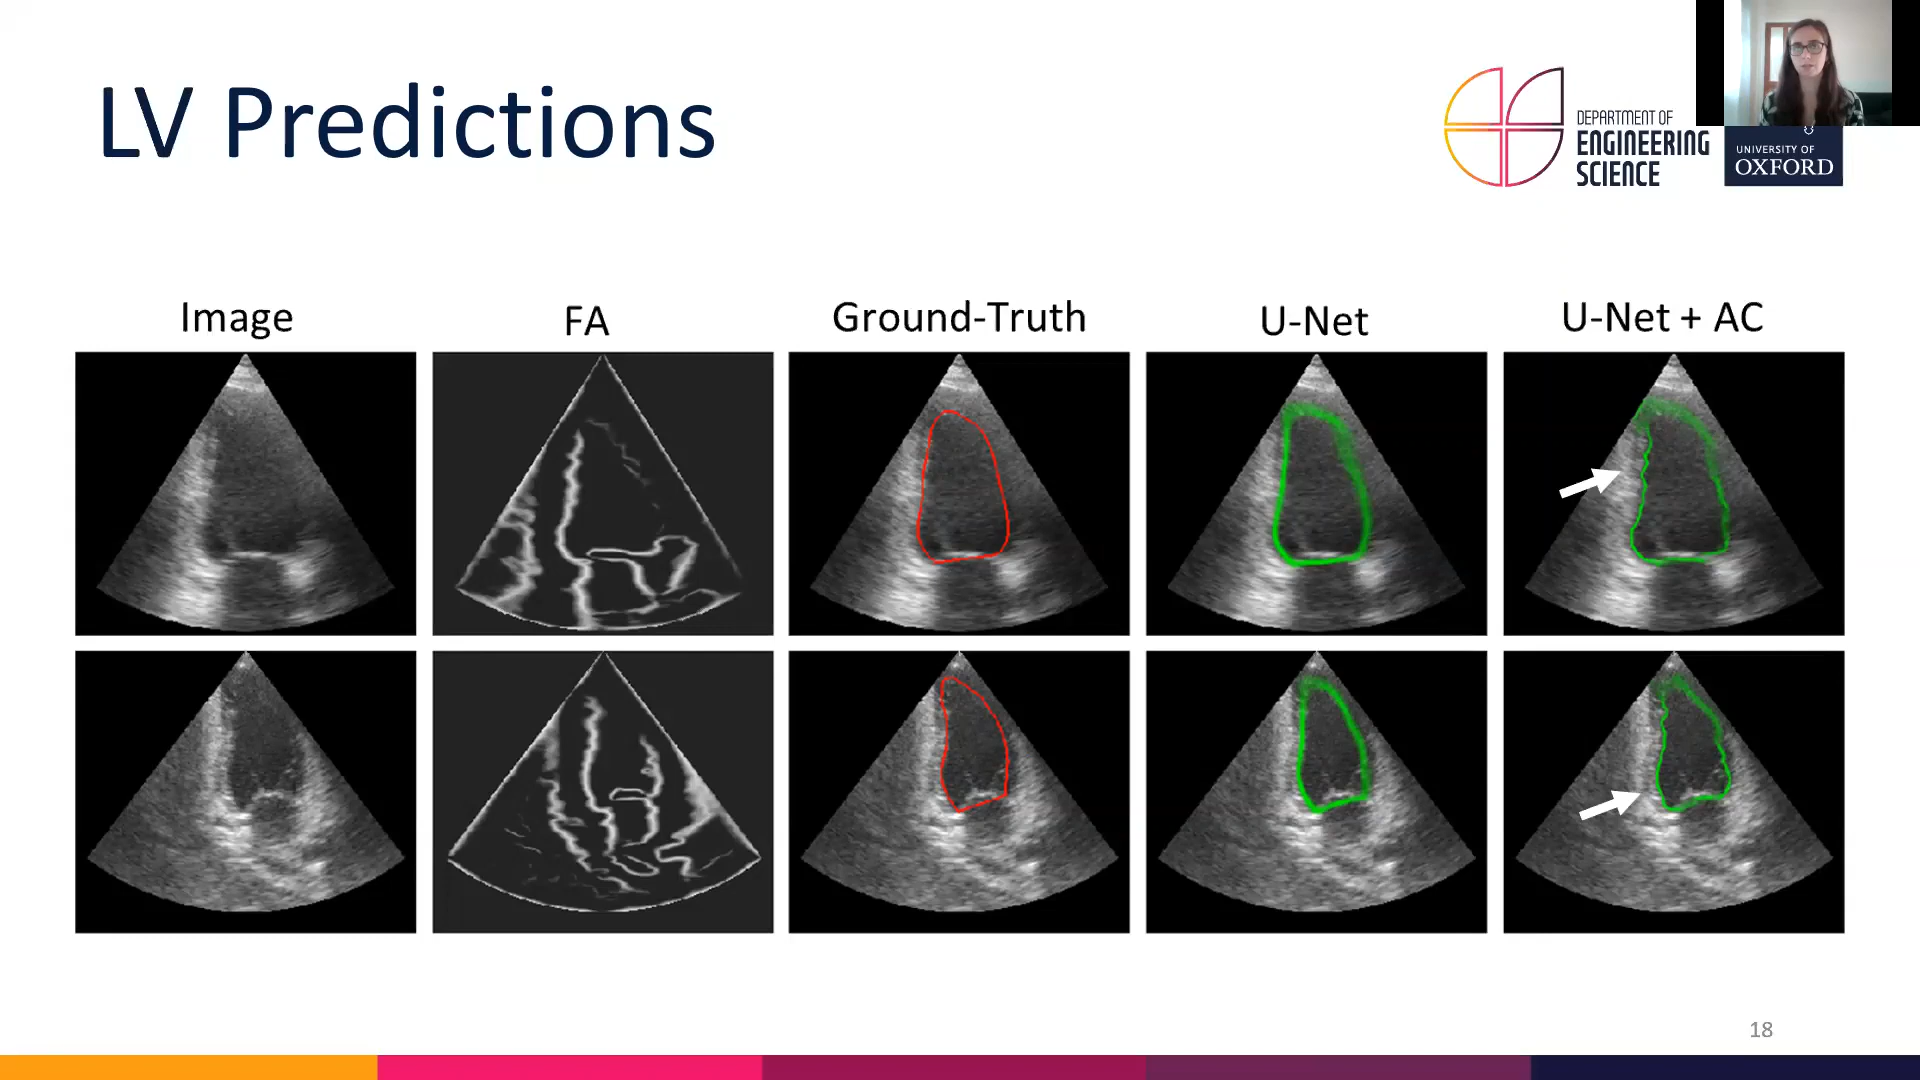 LV Predictions
DEPARTMENT OF
ENGINEERING
SCIENCE
UNIVERSITY OF
OXFORD
Image
FA
Ground-Truth
U-Net
U-Net + AC
18